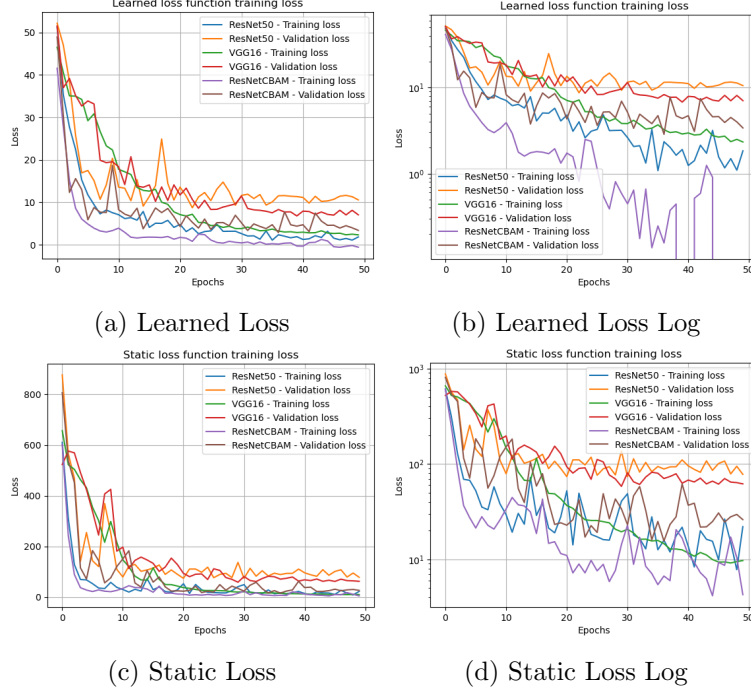 Learned loss function training loss
Loss
50
40
30
20
10
0
ResNet50 - Training loss
ResNet50 - Validation loss
VGG16 - Training loss
VGG16 - Validation loss
ResNetCBAM - Training loss
ResNetCBAM - Validation loss
0 10 20 30 40 50
Epochs
(a) Learned Loss
Learned loss function training loss
Loss
10¹
10⁰
ResNet50 - Training loss
ResNet50 - Validation loss
VGG16 - Training loss
VGG16 - Validation loss
ResNetCBAM - Training loss
ResNetCBAM - Validation loss
0 10 20 30 40 50
Epochs
(b) Learned Loss Log
Static loss function training loss
Loss
800
600
400
200
0
ResNet50 - Training loss
ResNet50 - Validation loss
VGG16 - Training loss
VGG16 - Validation loss
ResNetCBAM - Training loss
ResNetCBAM - Validation loss
0 10 20 30 40 50
Epochs
(c) Static Loss
Static loss function training loss
Loss
10³
10²
10¹
ResNet50 - Training loss
ResNet50 - Validation loss
VGG16 - Training loss
VGG16 - Validation loss
ResNetCBAM - Training loss
ResNetCBAM - Validation loss
0 10 20 30 40 50
Epochs
(d) Static Loss Log